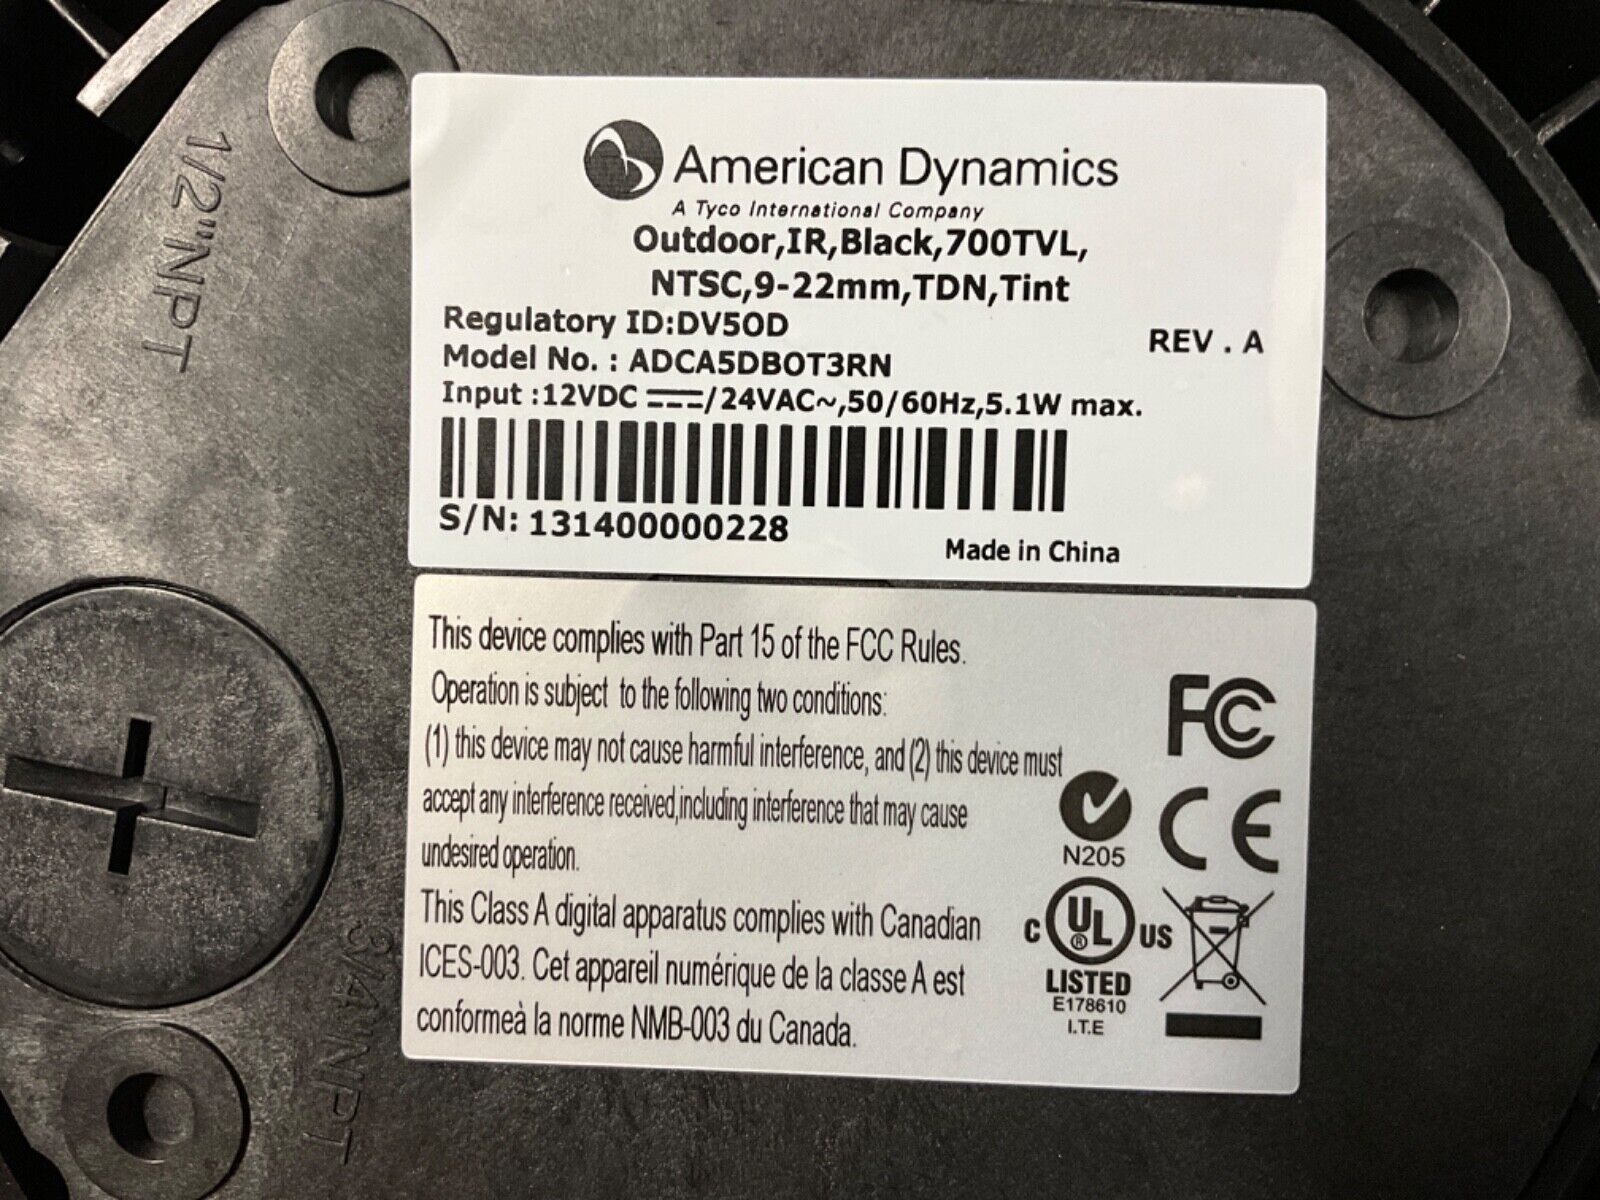 1/2"NPT
American Dynamics
A Tyco International Company
Outdoor,IR,Black,700TVL,
NTSC,9-22mm,TDN,Tint
Regulatory ID:DV5OD
REV . A
Model No. : ADCA5DBOT3RN
Input :12VDC ⎓/24VAC~,50/60Hz,5.1W max.
S/N: 131400000228
Made in China
This device complies with Part 15 of the FCC Rules.
Operation is subject to the following two conditions:
(1) this device may not cause harmful interference, and (2) this device must
accept any interference received,including interference that may cause
undesired operation.
This Class A digital apparatus complies with Canadian
ICES-003. Cet appareil numérique de la classe A est
conformeà la norme NMB-003 du Canada.
FC
CE
N205
C UL® US
LISTED
E178610
I.T.E
3/4"NPT